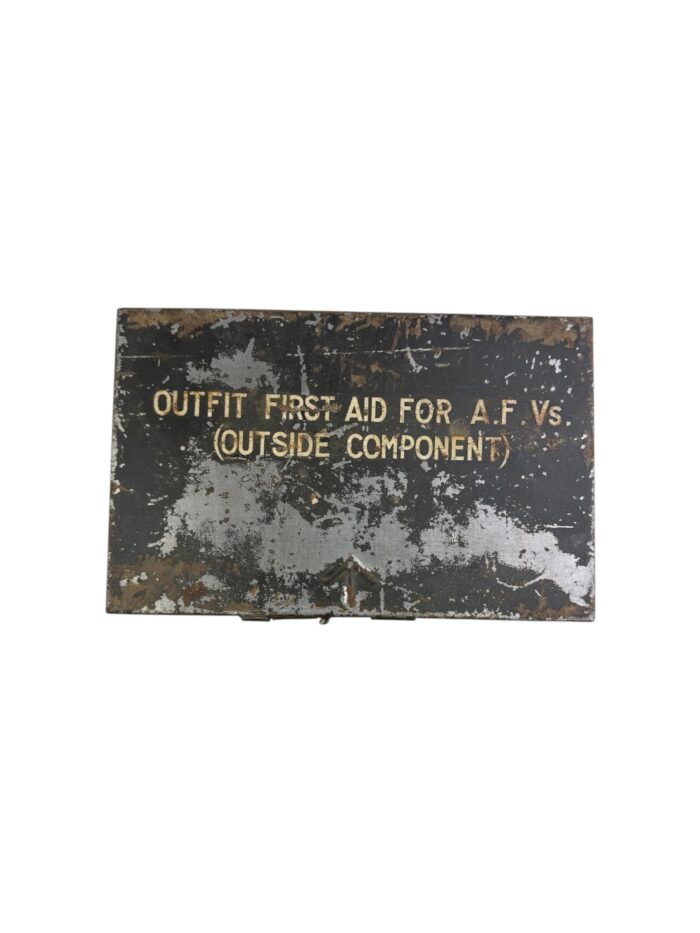 OUTFIT FIRST AID FOR A.F.Vs.
(OUTSIDE COMPONENT)